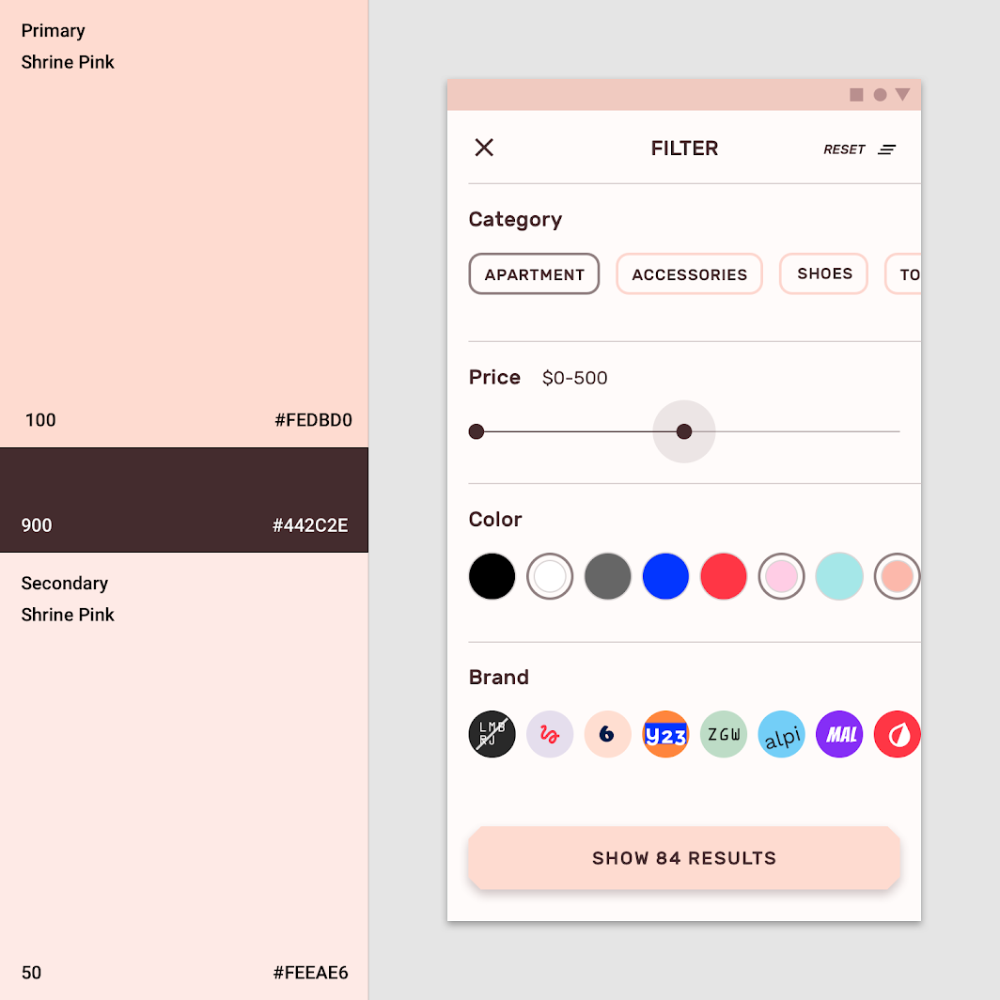 Primary
Shrine Pink
100 #FEDBD0
900 #442C2E
Secondary
Shrine Pink
50 #FEEAE6
FILTER RESET
Category
APARTMENT ACCESSORIES SHOES TO
Price $0-500
Color
Brand
LMB
RJ
6
Y23
ZGW
alpi
MAL
SHOW 84 RESULTS